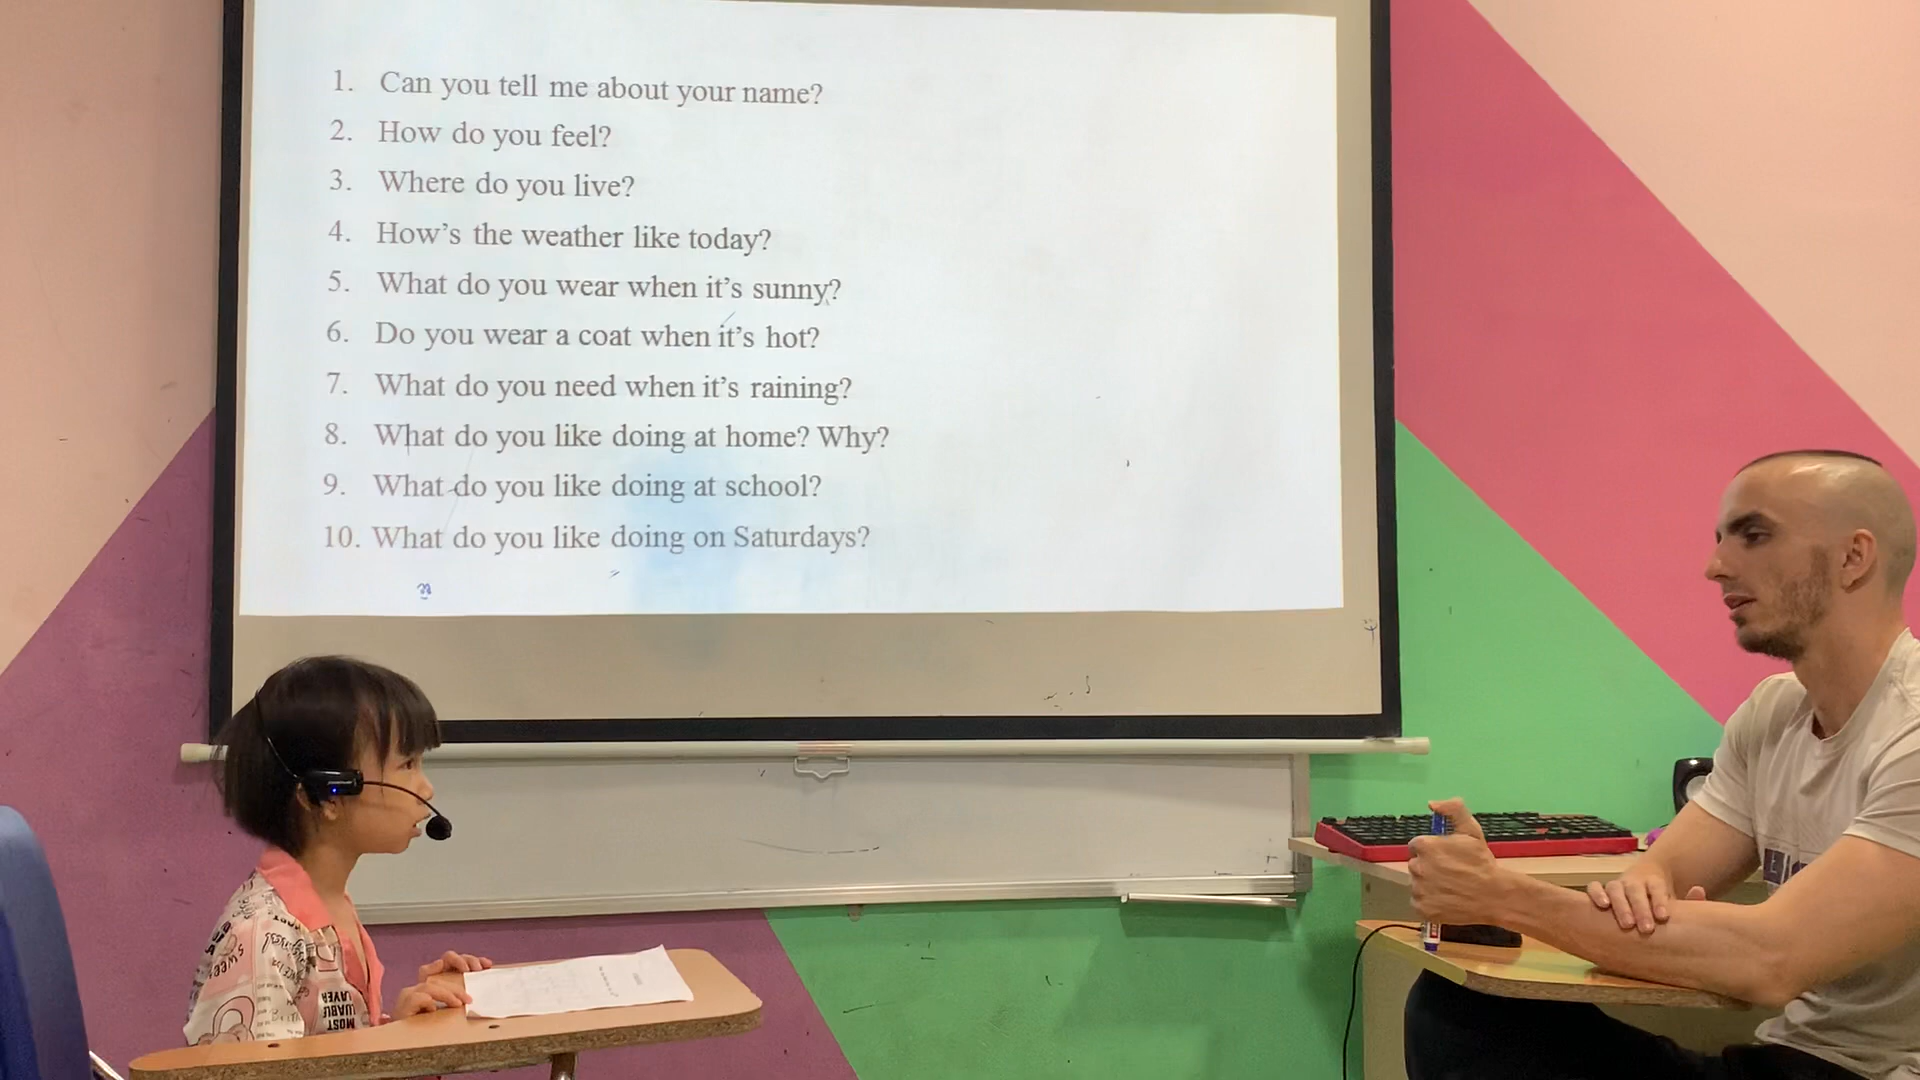 1. Can you tell me about your name?
2. How do you feel?
3. Where do you live?
4. How's the weather like today?
5. What do you wear when it's sunny?
6. Do you wear a coat when it's hot?
7. What do you need when it's raining?
8. What do you like doing at home? Why?
9. What do you like doing at school?
10. What do you like doing on Saturdays?
MOST
LAYER